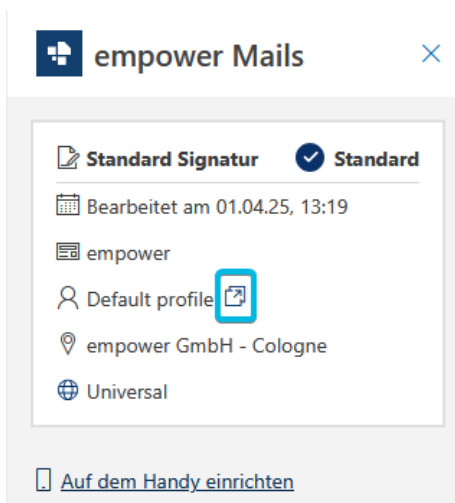 empower Mails
Standard Signatur Standard
Bearbeitet am 01.04.25, 13:19
empower
Default profile
empower GmbH - Cologne
Universal
Auf dem Handy einrichten